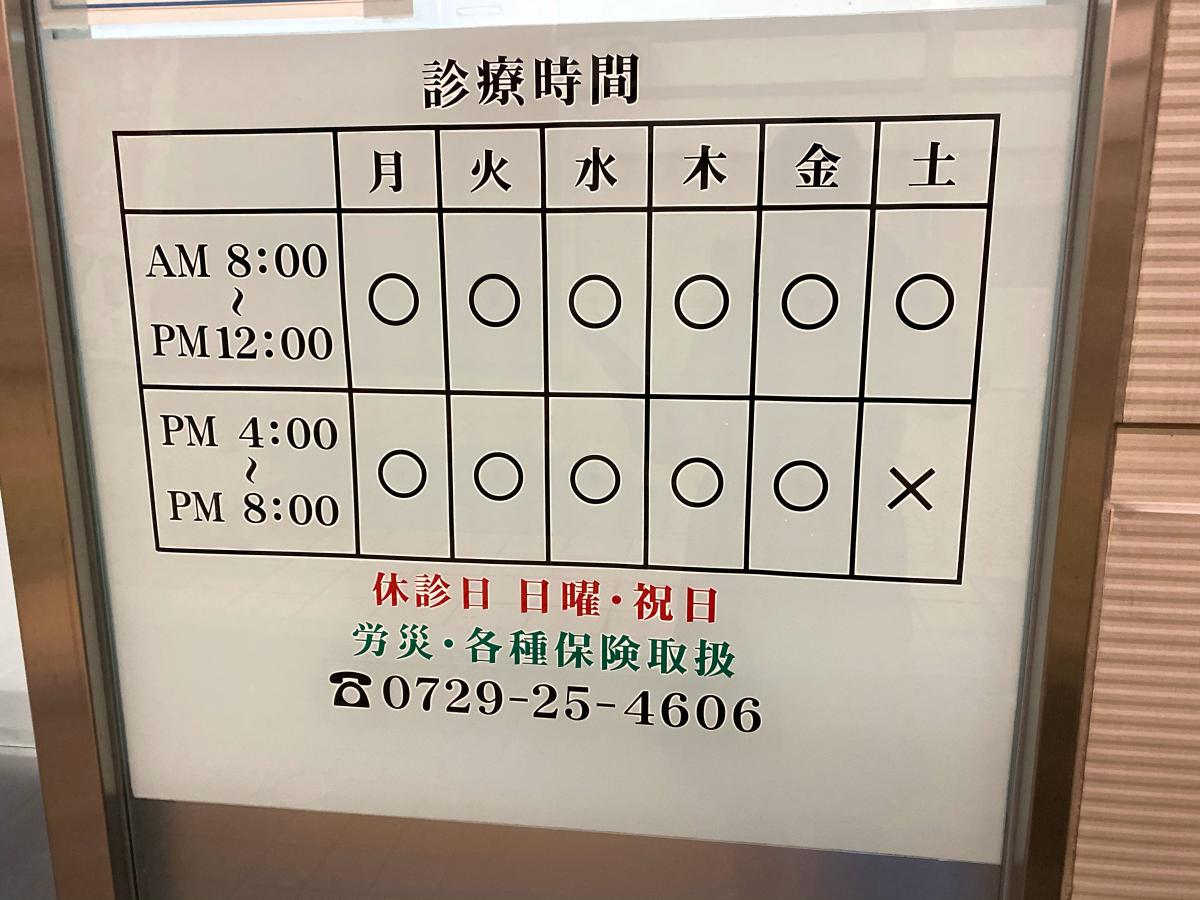 診療時間
月 火 水 木 金 土
AM 8:00
~
PM12:00
○ ○ ○ ○ ○ ○
PM 4:00
~
PM 8:00
○ ○ ○ ○ ○ ×
休診日 日曜・祝日
労災・各種保険取扱
☎0729-25-4606